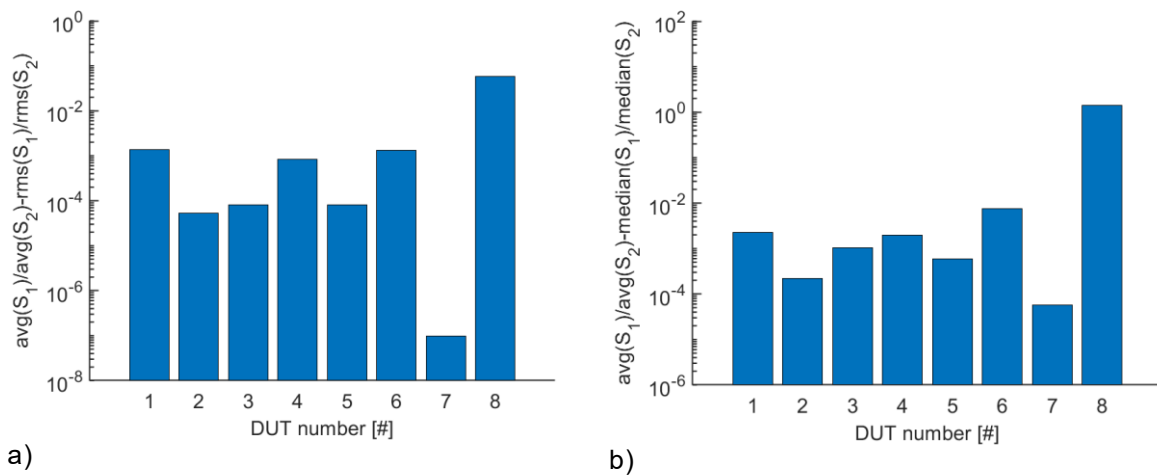 avg(S1)/avg(S2)-rms(S1)/rms(S2)
10^0
10^-2
10^-4
10^-6
10^-8
1 2 3 4 5 6 7 8
DUT number [#]
a)
avg(S1)/avg(S2)-median(S1)/median(S2)
10^2
10^0
10^-2
10^-4
10^-6
1 2 3 4 5 6 7 8
DUT number [#]
b)